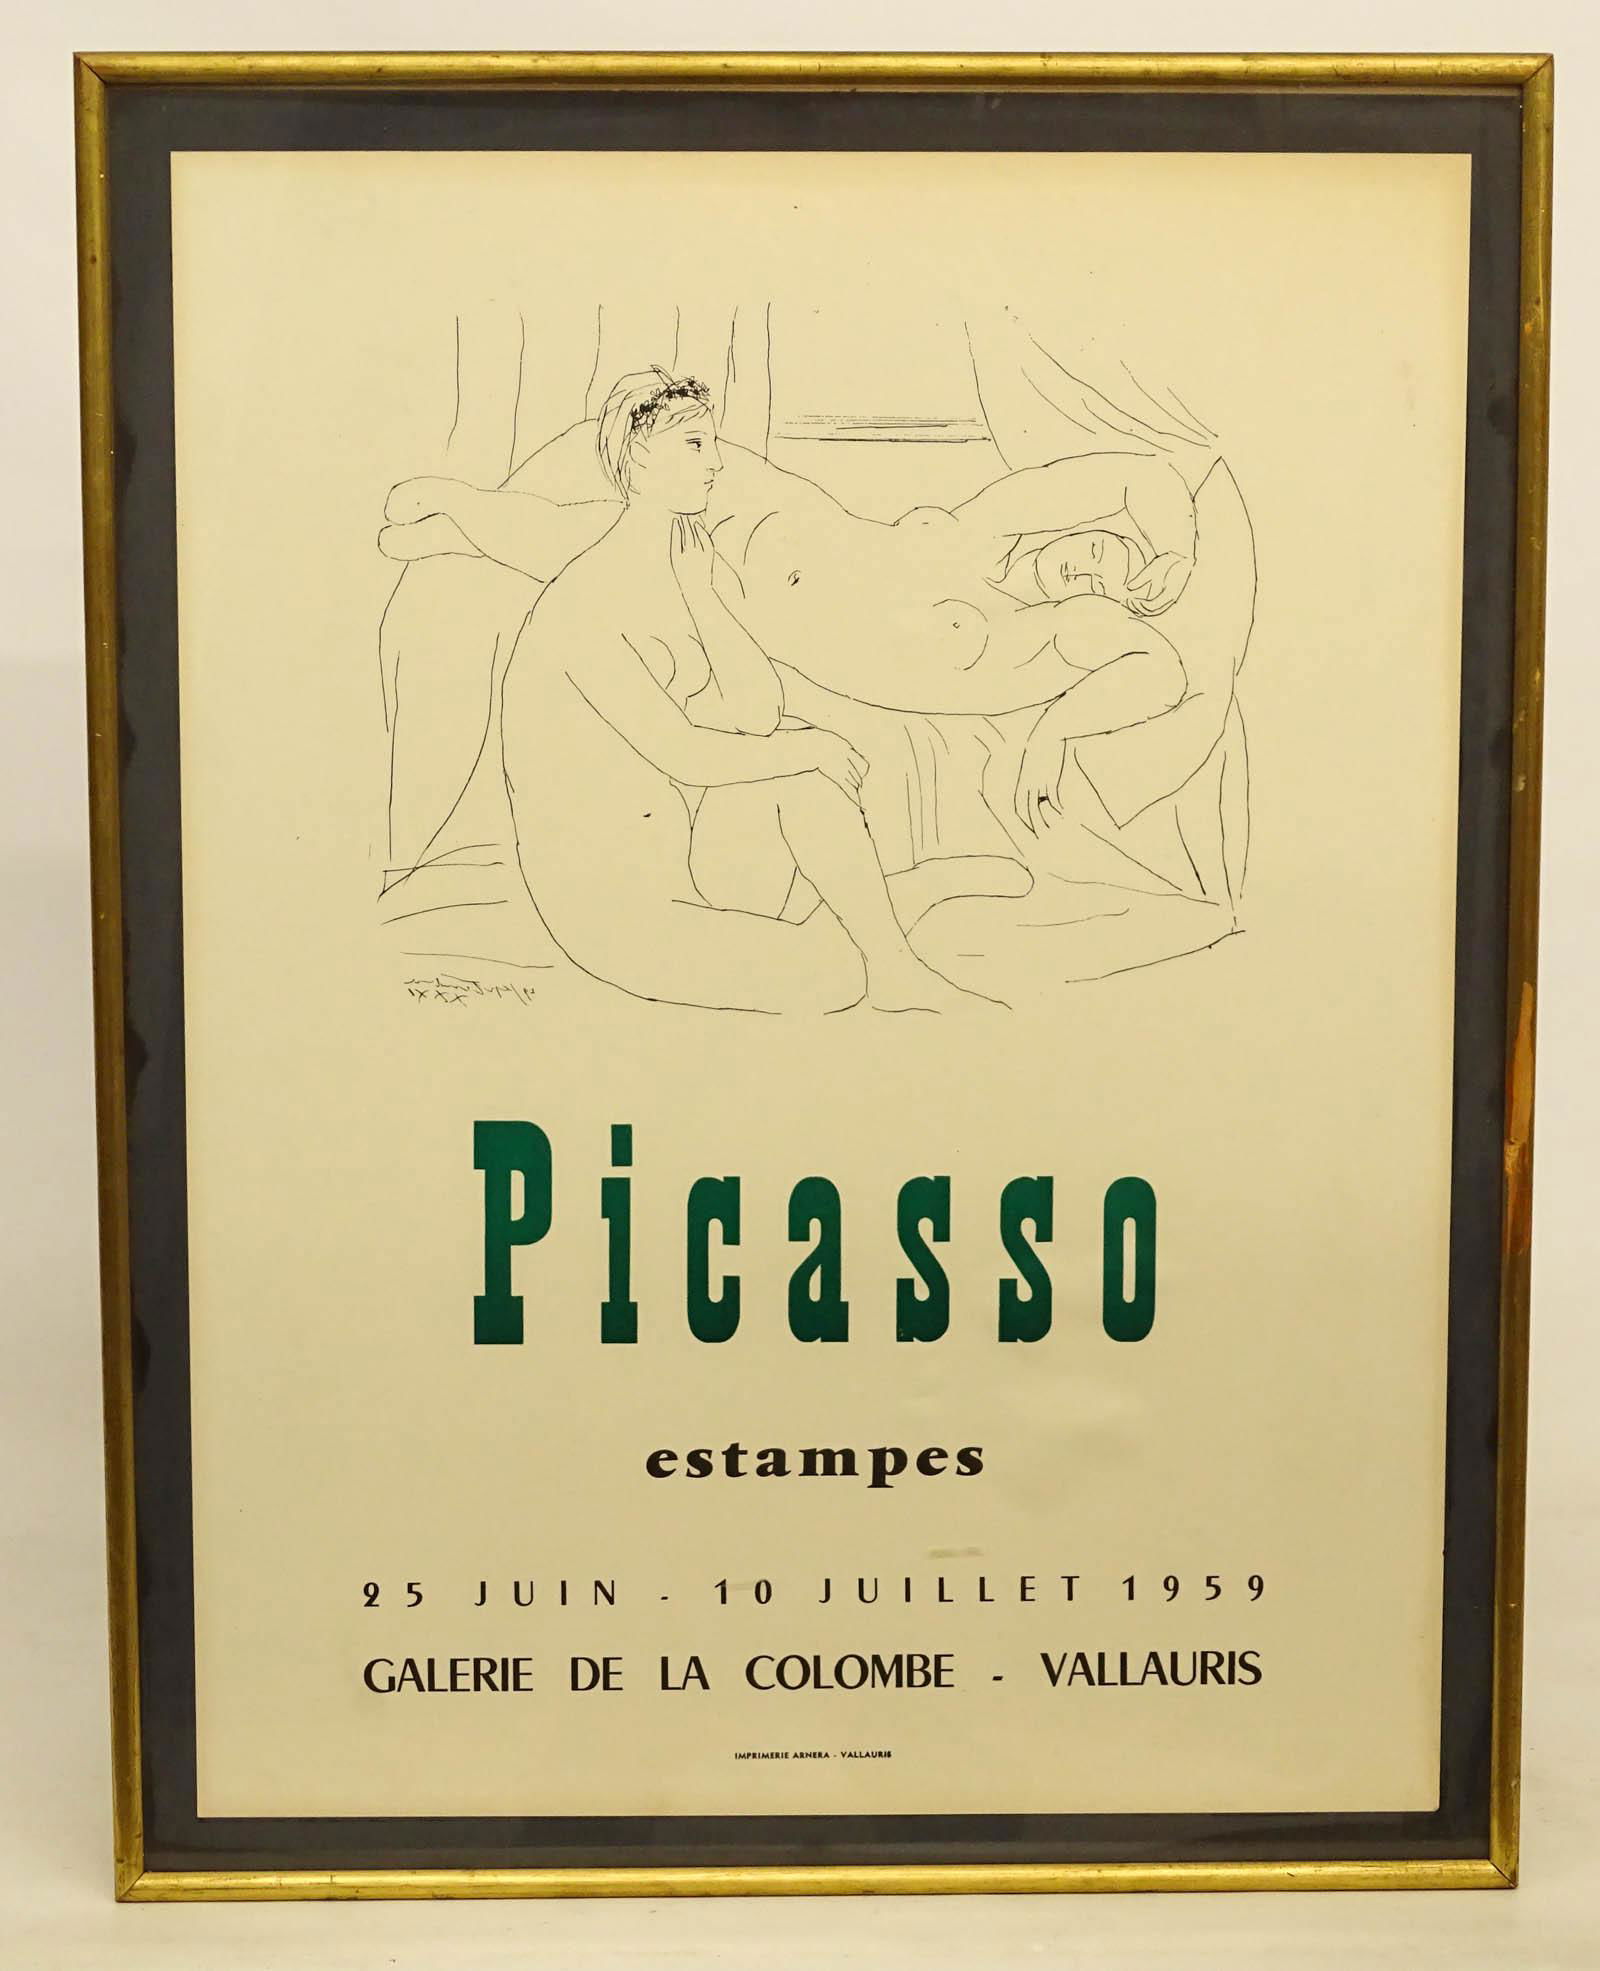 Picasso
estampes
25 JUIN - 10 JUILLET 1959
GALERIE DE LA COLOMBE - VALLAURIS
IMPRIMERIE ARNERA - VALLAURIS